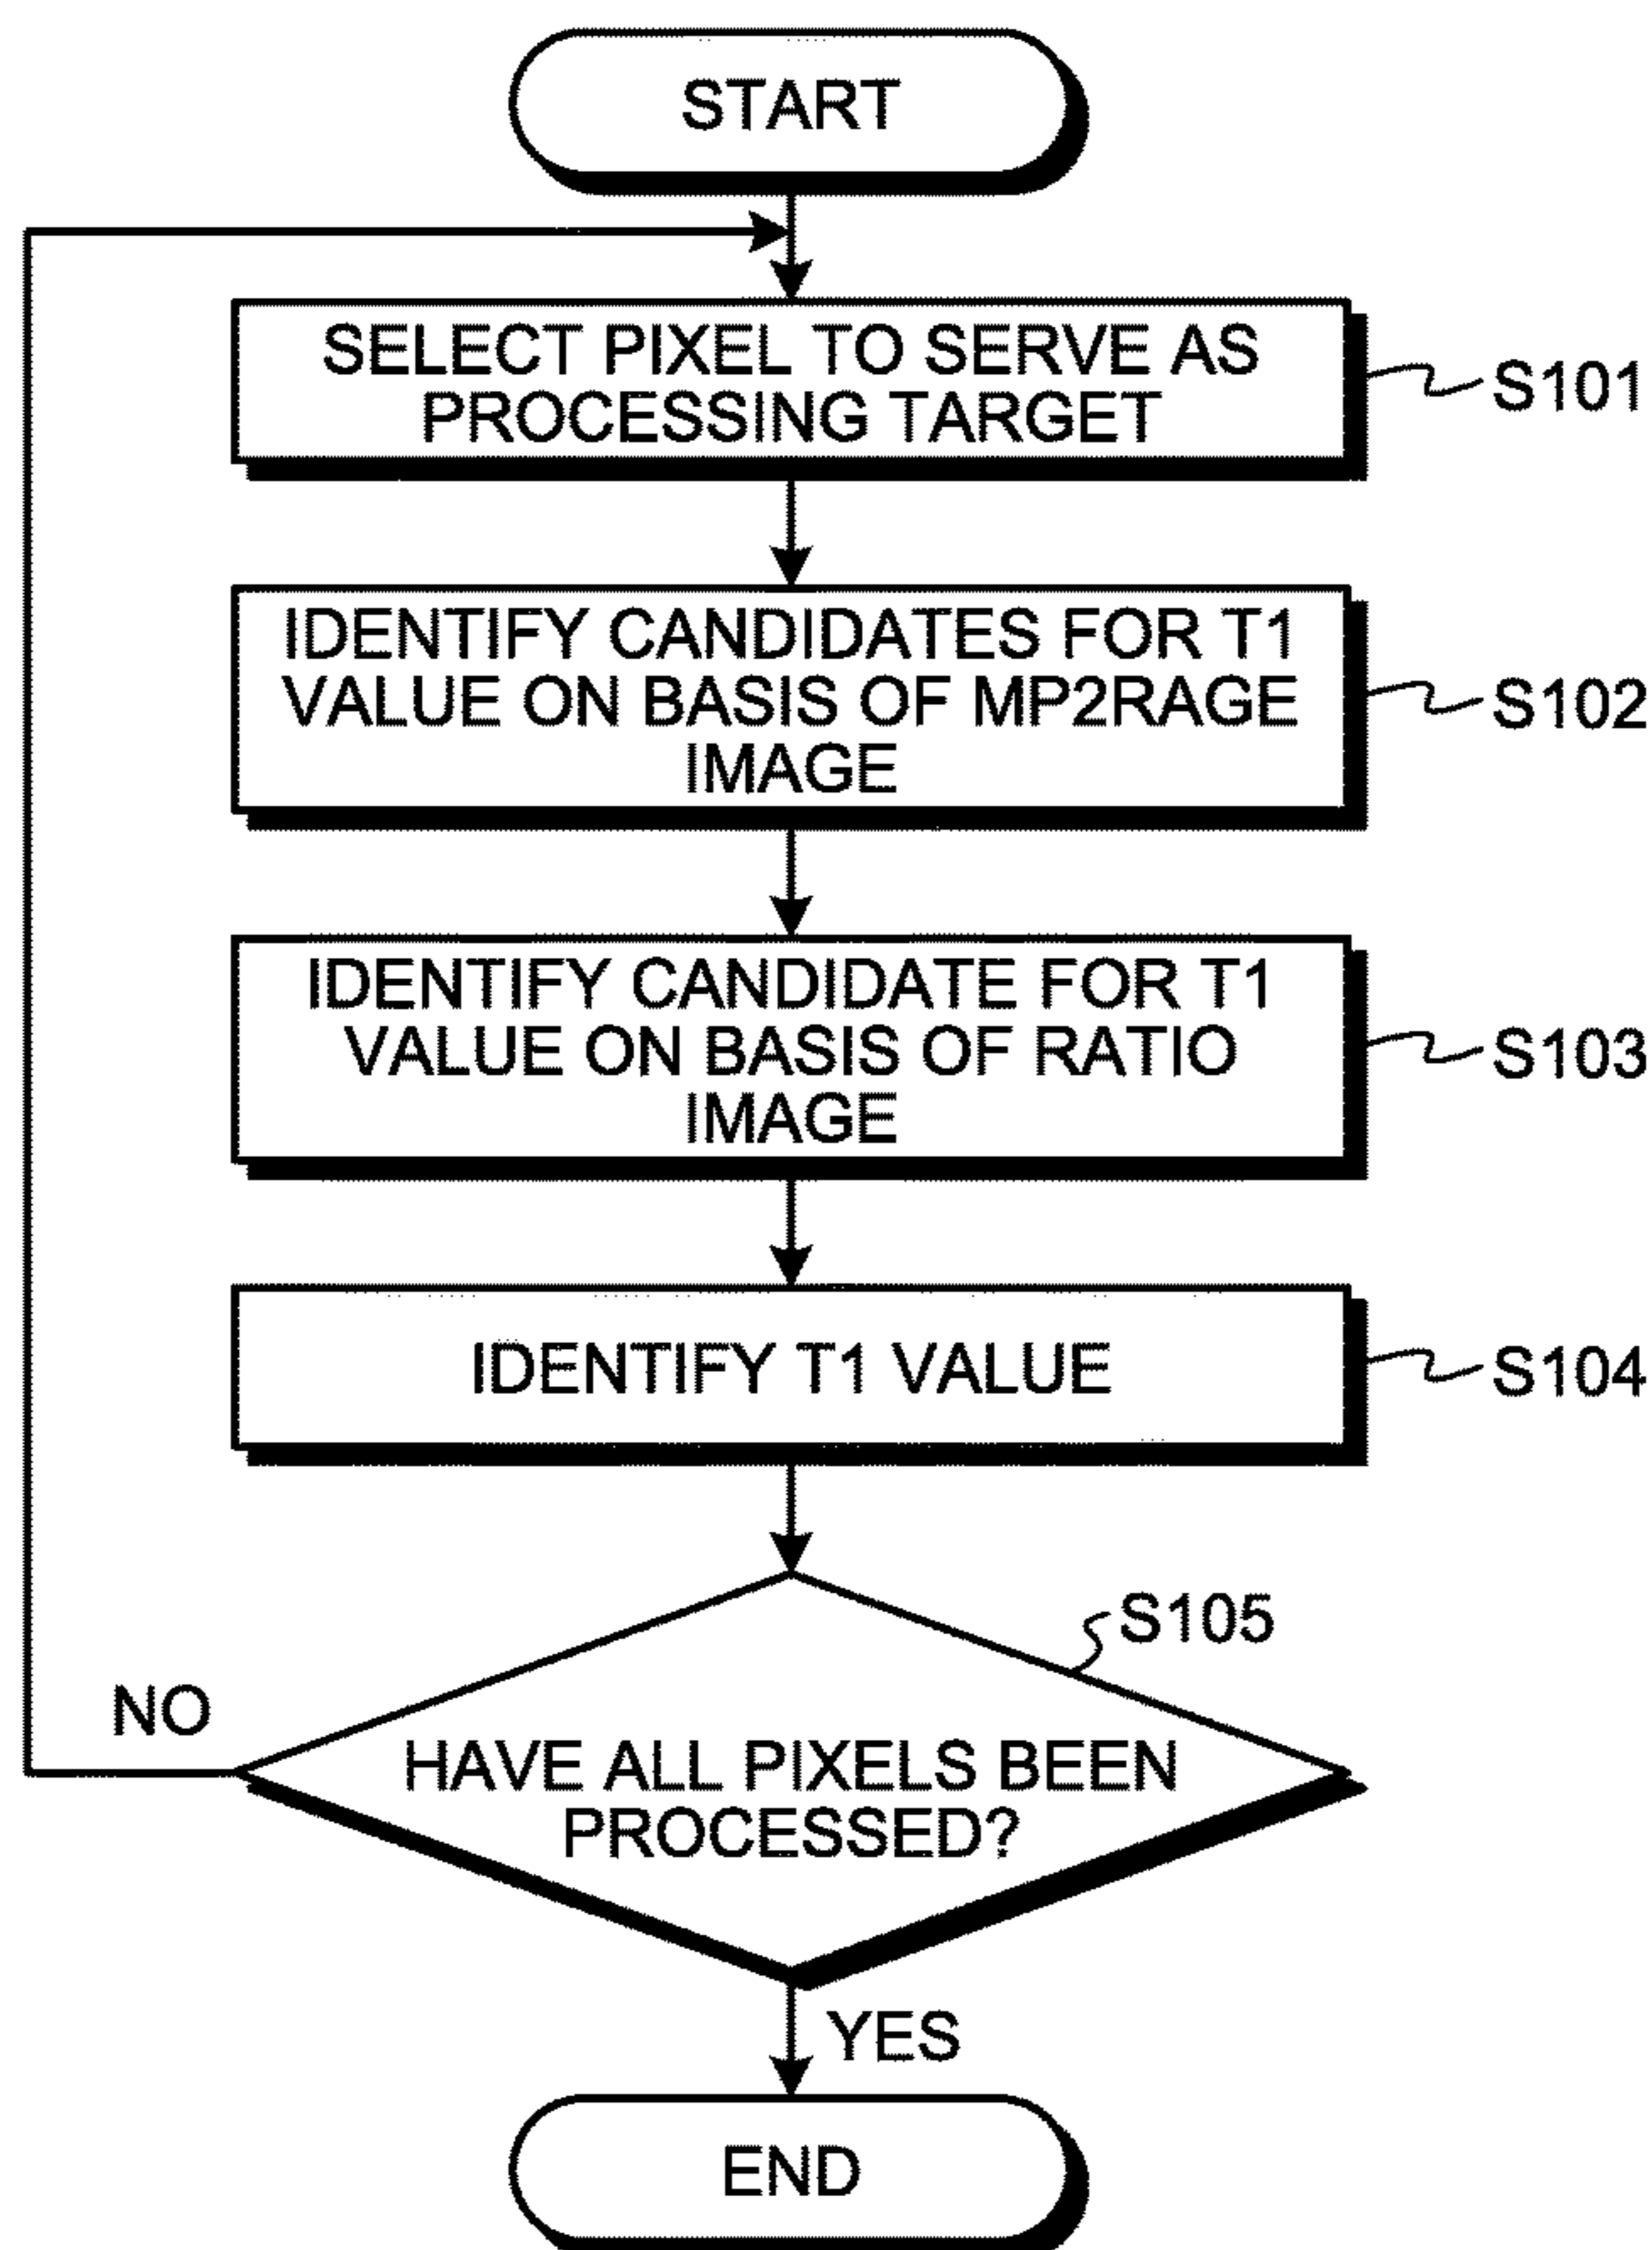 START
SELECT PIXEL TO SERVE AS
PROCESSING TARGET
S101
IDENTIFY CANDIDATES FOR T1
VALUE ON BASIS OF MP2RAGE
IMAGE
S102
IDENTIFY CANDIDATE FOR T1
VALUE ON BASIS OF RATIO
IMAGE
S103
IDENTIFY T1 VALUE
S104
S105
NO
HAVE ALL PIXELS BEEN
PROCESSED?
YES
END